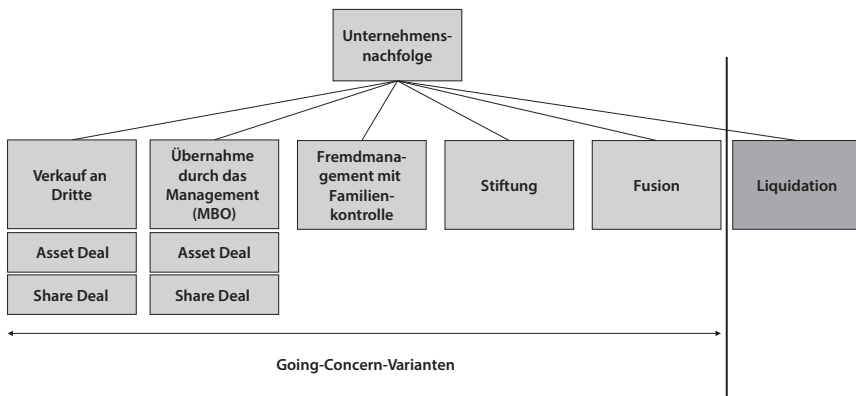 Unternehmens-
nachfolge
Verkauf an
Dritte
Übernahme
durch das
Management
(MBO)
Fremdmana-
gement mit
Familien-
kontrolle
Stiftung
Fusion
Liquidation
Asset Deal
Asset Deal
Share Deal
Share Deal
Going-Concern-Varianten